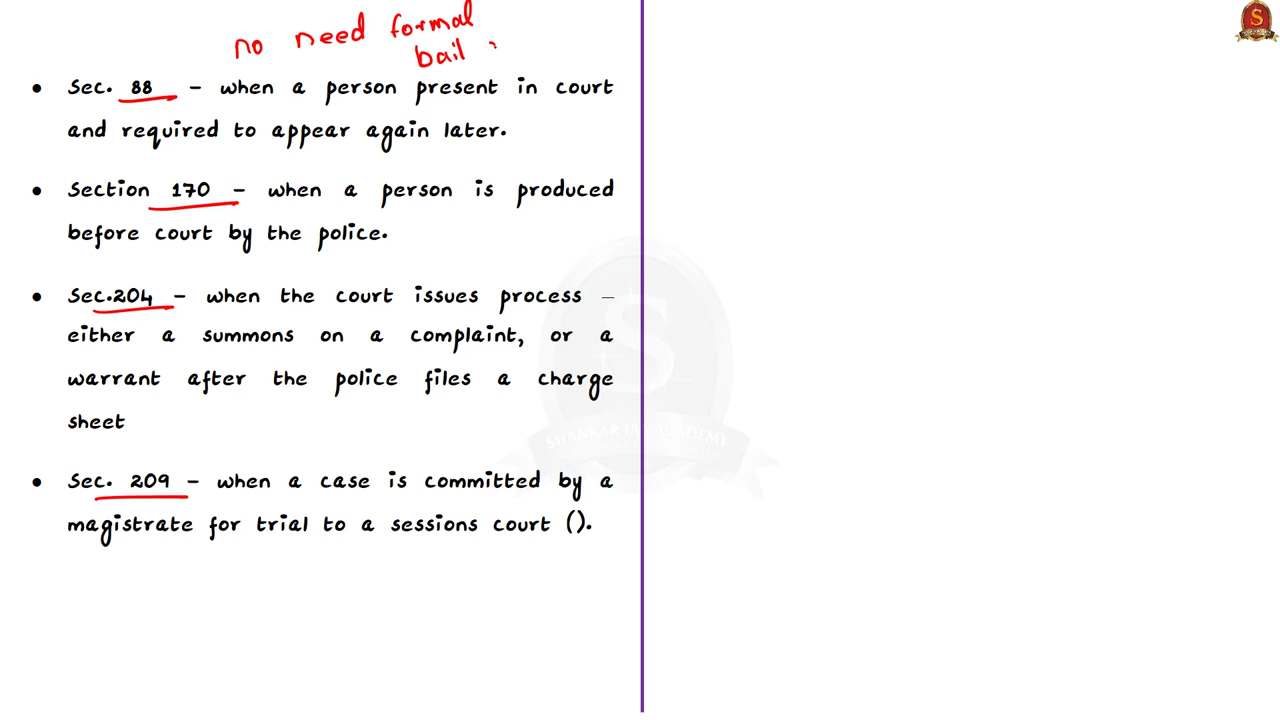 no need formal
bail
• Sec. 88 - when a person present in court
and required to appear again later.
• Section 170 - when a person is produced
before court by the police.
• Sec.204 - when the court issues process –
either a summons on a complaint, or a
warrant after the police files a charge
sheet
• Sec. 209 - when a case is committed by a
magistrate for trial to a sessions court ().
S
SHANKAR IAS ACADEMY